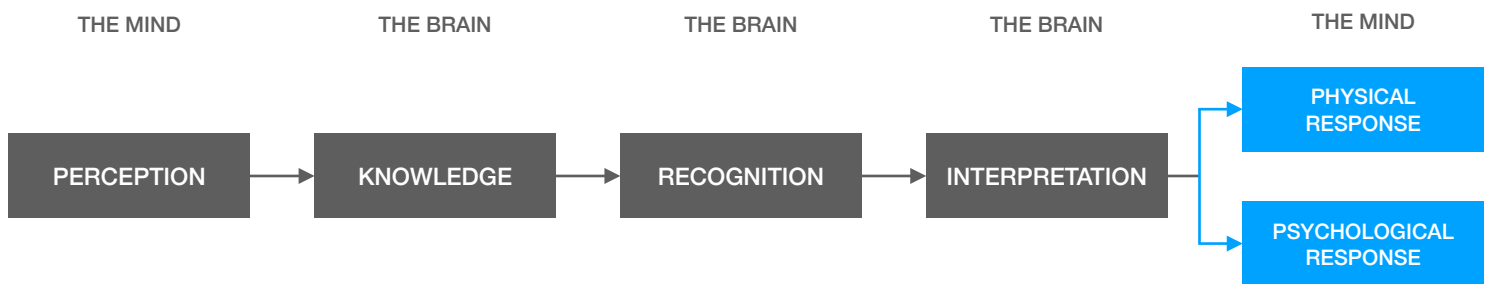 THE MIND
THE BRAIN
THE BRAIN
THE BRAIN
THE MIND
PERCEPTION
KNOWLEDGE
RECOGNITION
INTERPRETATION
PHYSICAL
RESPONSE
PSYCHOLOGICAL
RESPONSE